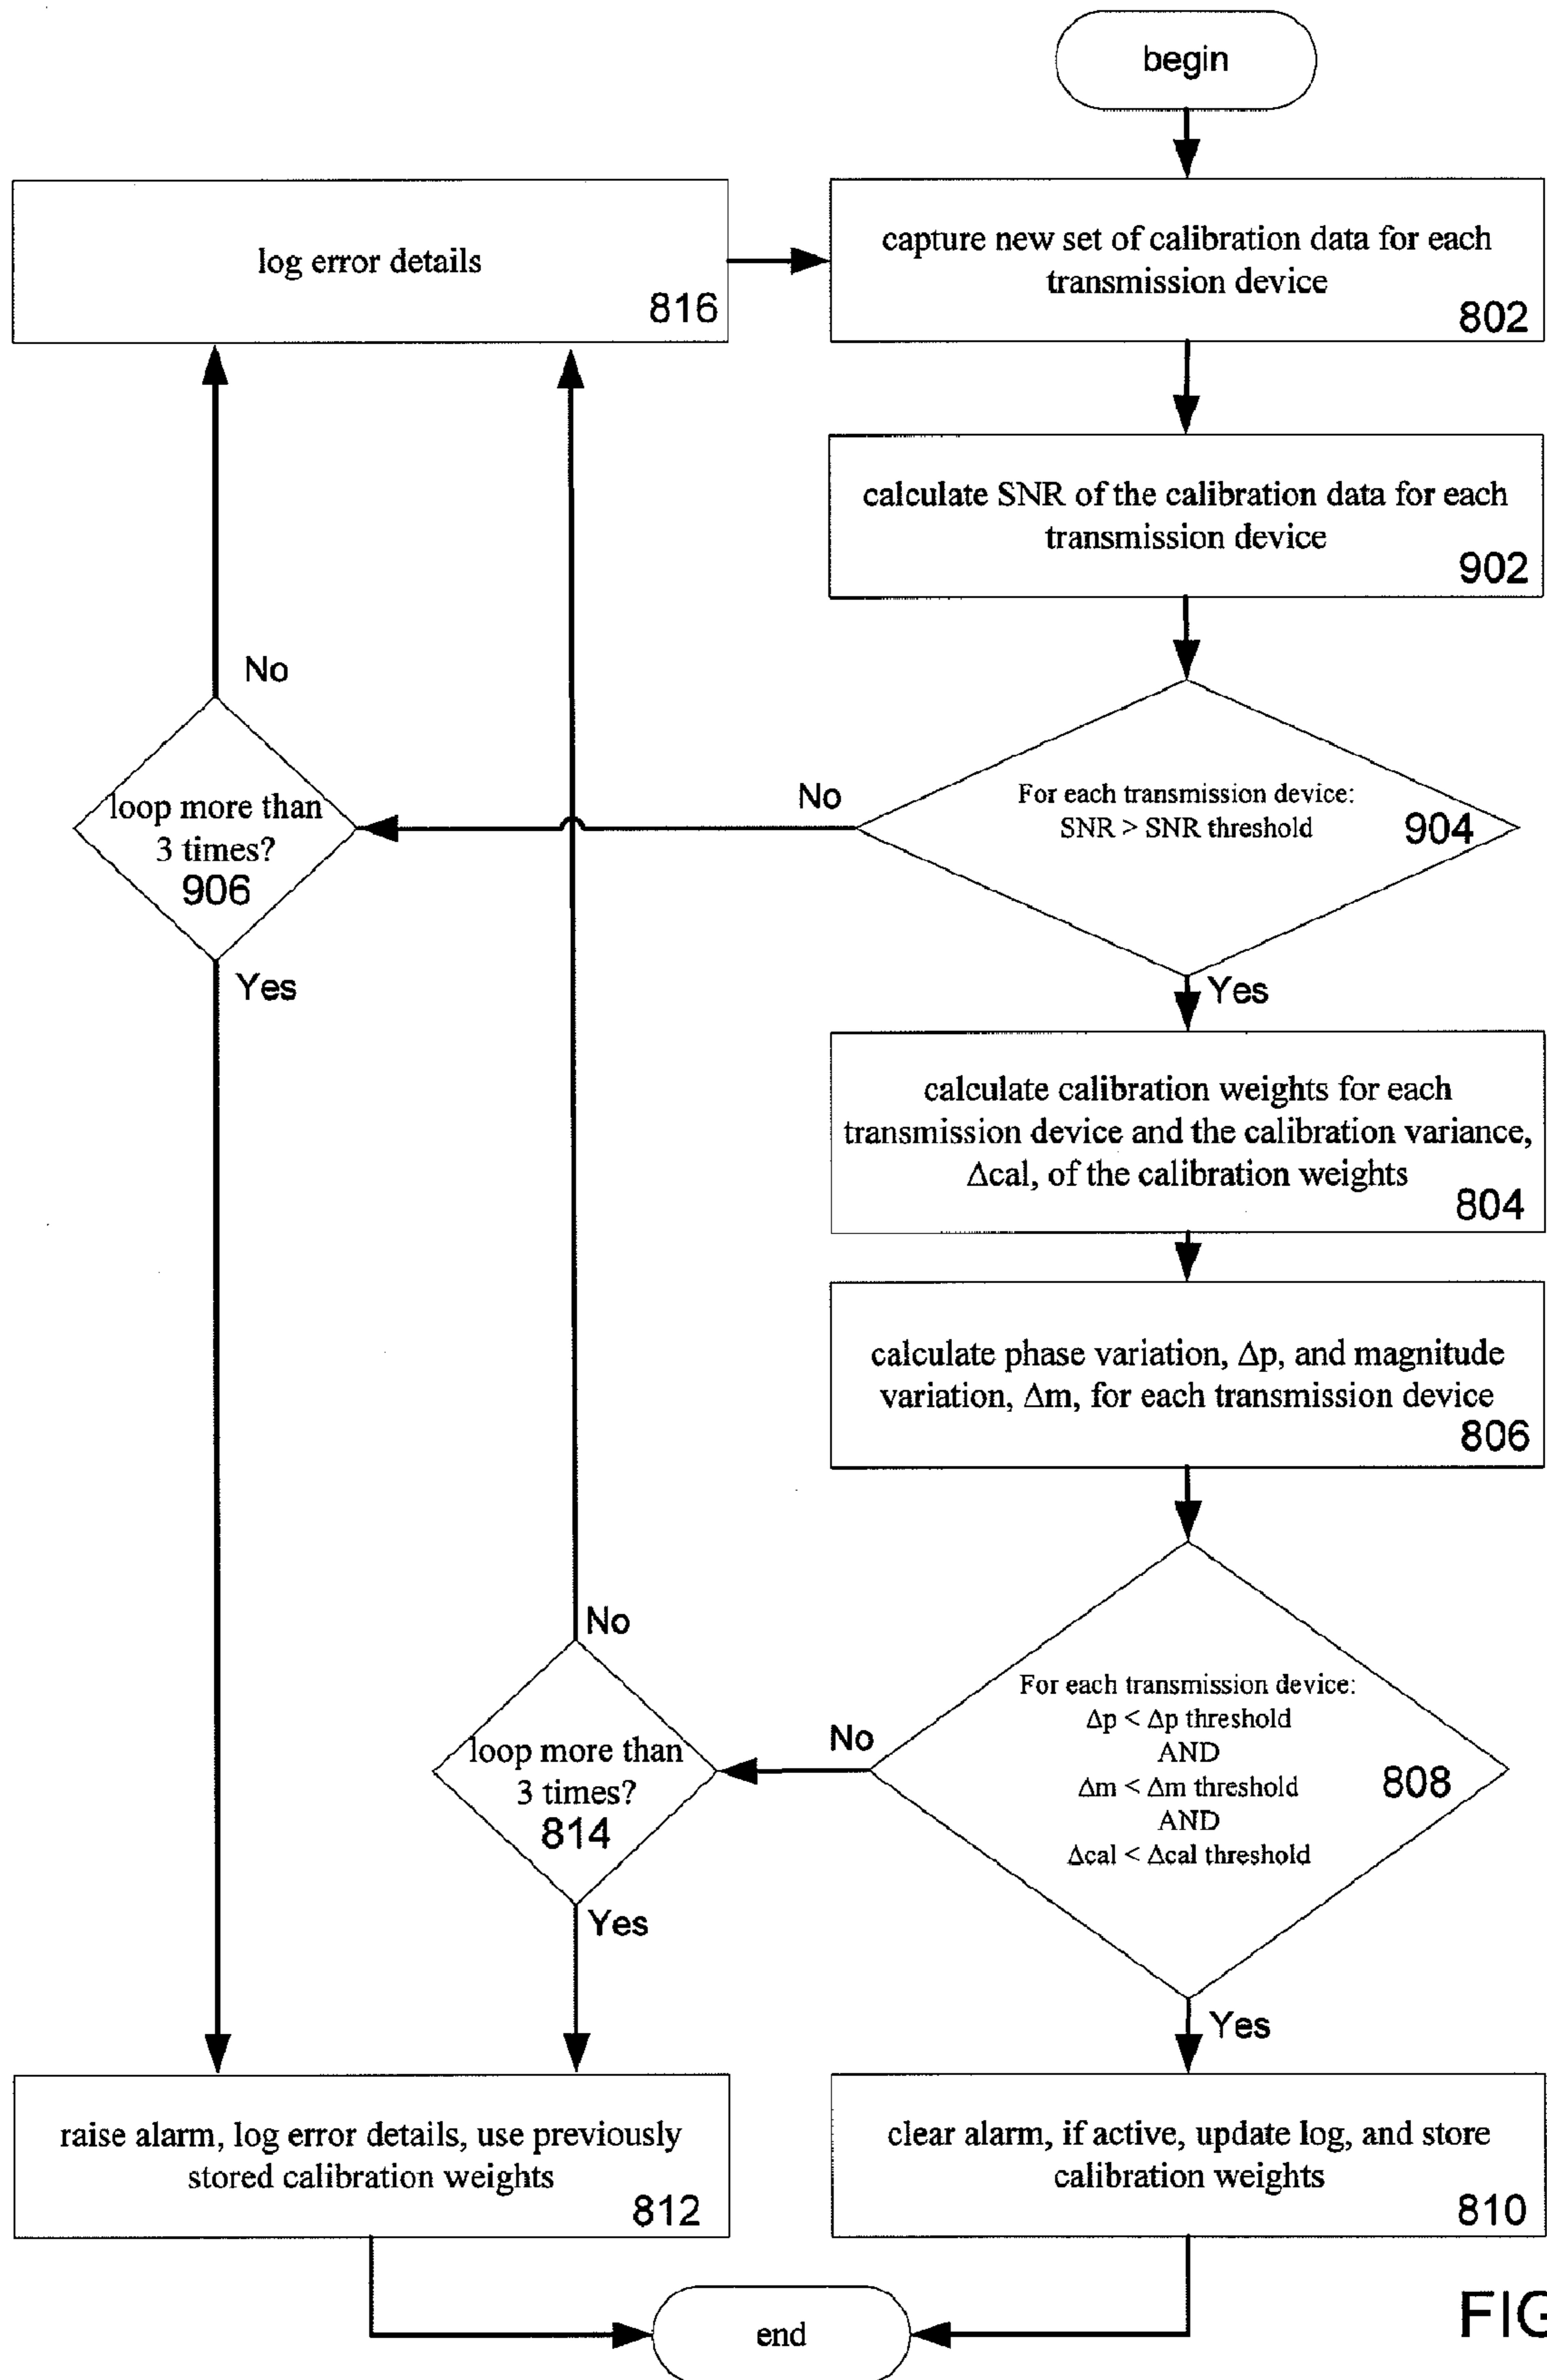 begin
log error details
816
capture new set of calibration data for each
transmission device
802
calculate SNR of the calibration data for each
transmission device
902
No
loop more than
3 times?
906
Yes
No
For each transmission device:
SNR > SNR threshold
904
Yes
calculate calibration weights for each
transmission device and the calibration variance,
Δcal, of the calibration weights
804
calculate phase variation, Δp, and magnitude
variation, Δm, for each transmission device
806
No
loop more than
3 times?
814
Yes
No
For each transmission device:
Δp < Δp threshold
AND
Δm < Δm threshold
AND
Δcal < Δcal threshold
808
Yes
raise alarm, log error details, use previously
stored calibration weights
812
clear alarm, if active, update log, and store
calibration weights
810
end
FIG